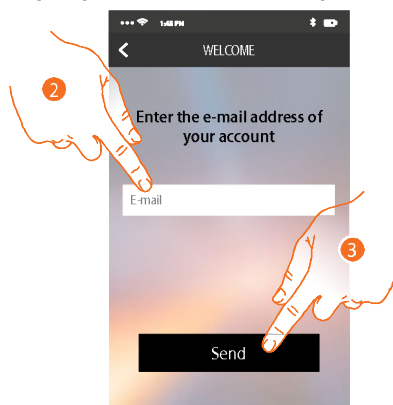 1:48 PM
WELCOME
2
Enter the e-mail address of
your account
E-mail
3
Send